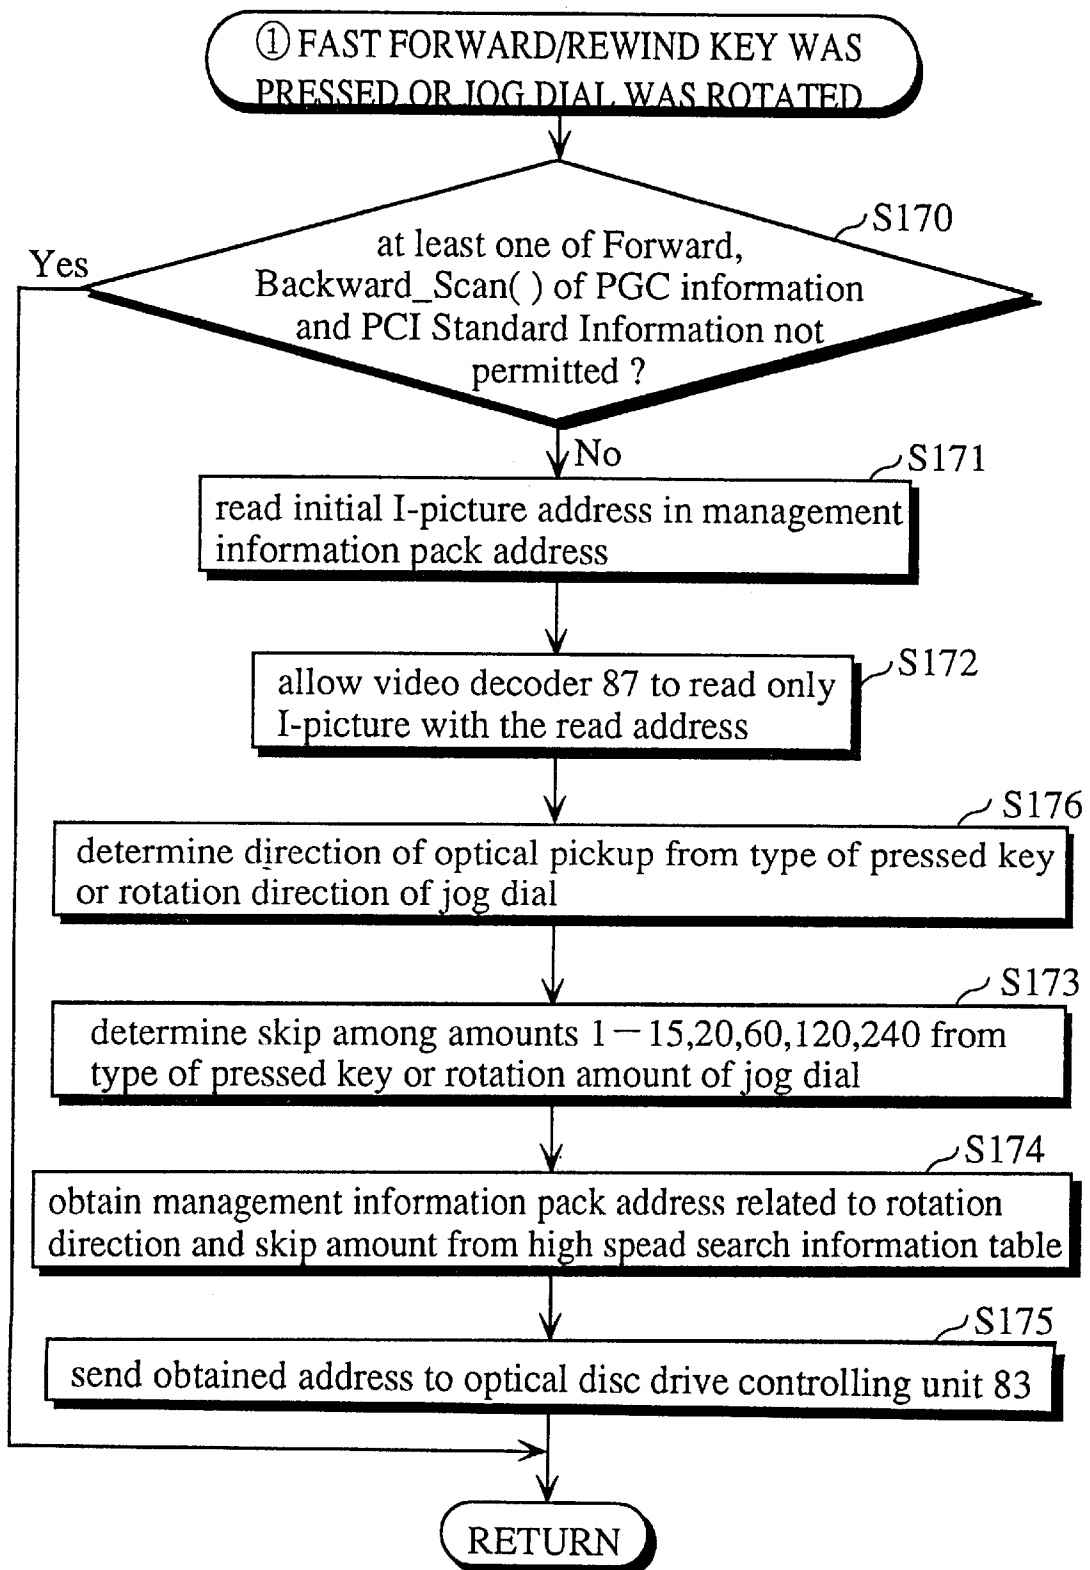 ① FAST FORWARD/REWIND KEY WAS
PRESSED OR JOG DIAL WAS ROTATED
S170
Yes
at least one of Forward,
Backward_Scan( ) of PGC information
and PCI Standard Information not
permitted ?
No
S171
read initial I-picture address in management
information pack address
S172
allow video decoder 87 to read only
I-picture with the read address
S176
determine direction of optical pickup from type of pressed key
or rotation direction of jog dial
S173
determine skip among amounts 1－15,20,60,120,240 from
type of pressed key or rotation amount of jog dial
S174
obtain management information pack address related to rotation
direction and skip amount from high spead search information table
S175
send obtained address to optical disc drive controlling unit 83
RETURN